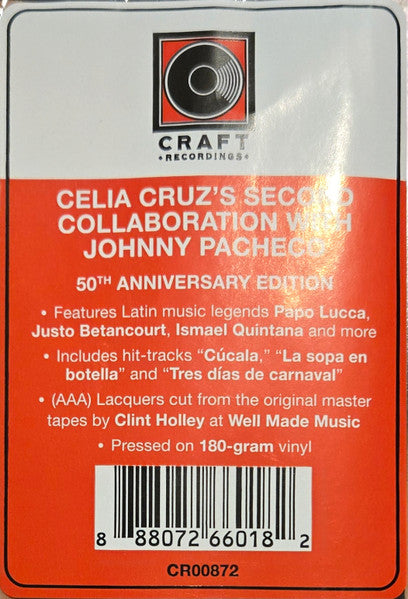 CRAFT
• RECORDINGS •
CELIA CRUZ'S SECOND
COLLABORATION WITH
JOHNNY PACHECO
50TH ANNIVERSARY EDITION
• Features Latin music legends Papo Lucca,
Justo Betancourt, Ismael Quintana and more
• Includes hit-tracks “Cúcala,” “La sopa en
botella” and “Tres días de carnaval”
• (AAA) Lacquers cut from the original master
tapes by Clint Holley at Well Made Music
• Pressed on 180-gram vinyl
8 88072 66018 2
CR00872